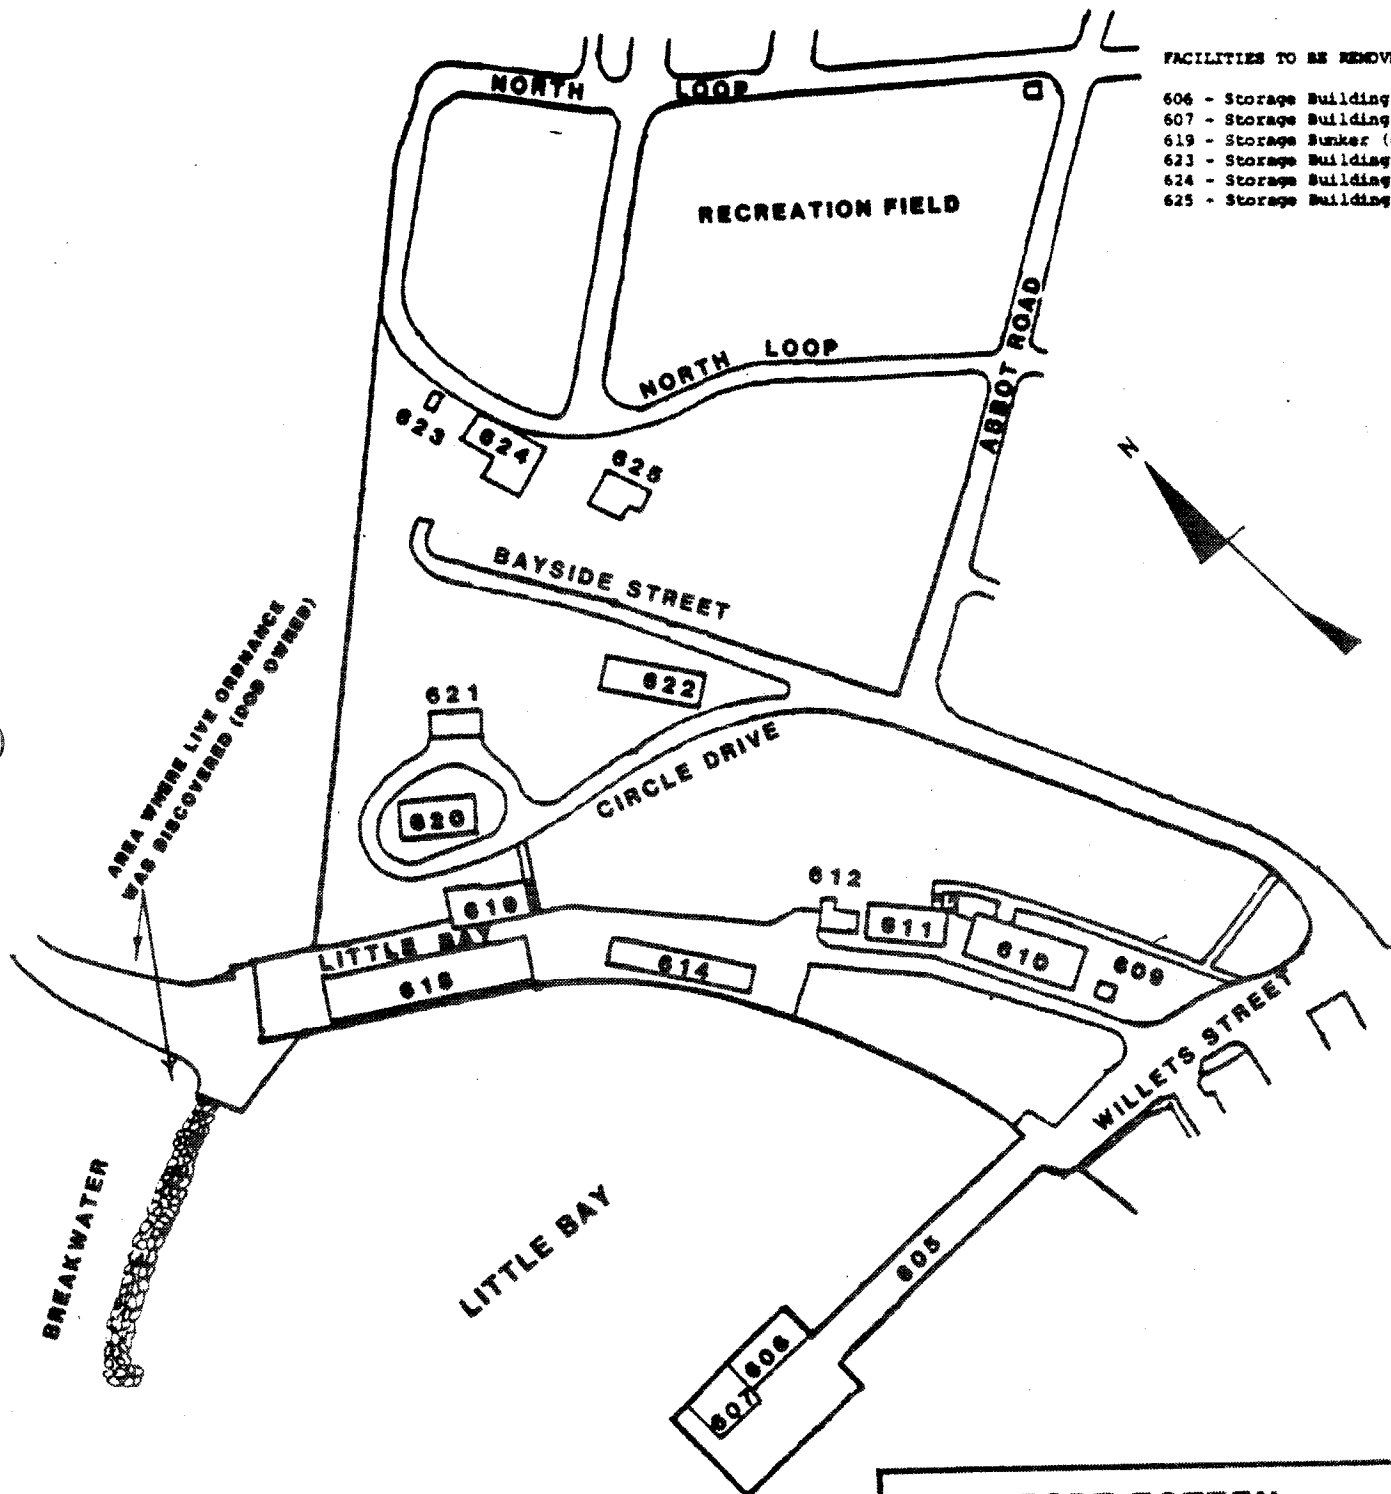 FACILITIES TO BE REMOV
606 - Storage Building
607 - Storage Building
619 - Storage Bunker (
623 - Storage Building
624 - Storage Building
625 - Storage Building
NORTH LOOP
RECREATION FIELD
ABBOT ROAD
NORTH LOOP
623
624
625
N
BAYSIDE STREET
AREA WHERE LIVE ORDNANCE
WAS DISCOVERED (DOD OWNED)
621
622
CIRCLE DRIVE
620
619
612
611
610
609
LITTLE BAY
614
WILLETS STREET
BREAKWATER
LITTLE BAY
605
606
607